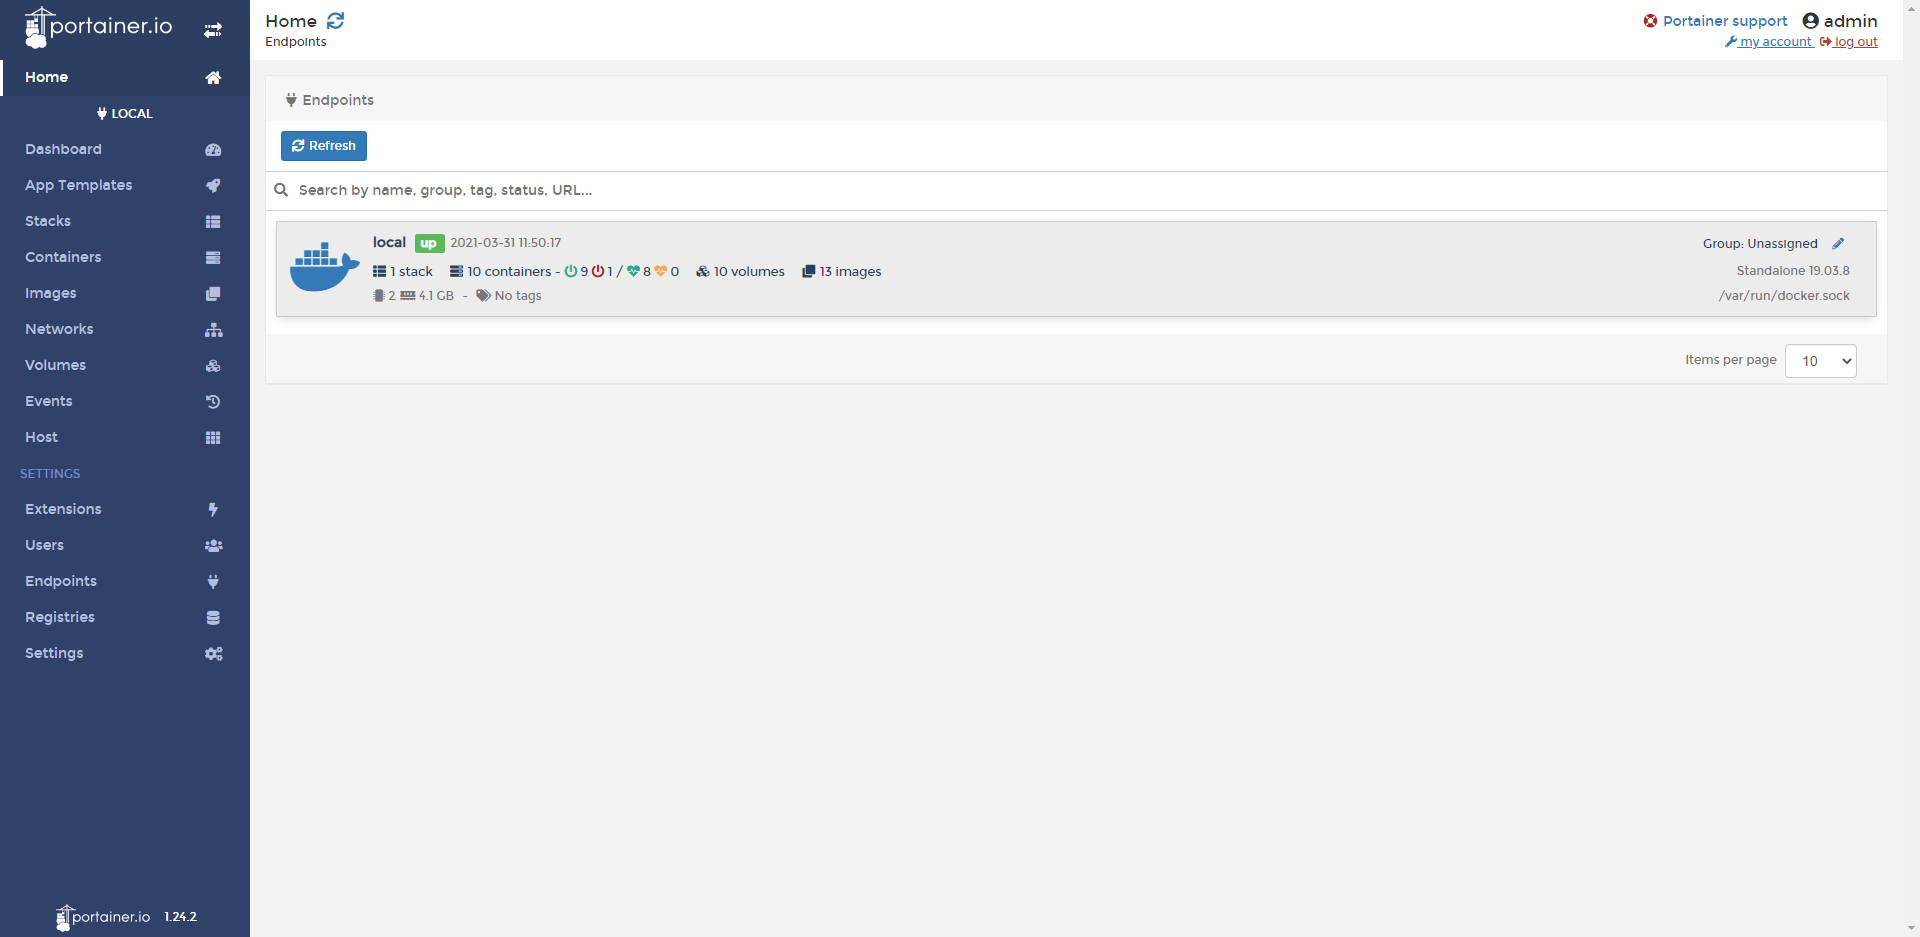 portainer.io
Home
LOCAL
Dashboard
App Templates
Stacks
Containers
Images
Networks
Volumes
Events
Host
SETTINGS
Extensions
Users
Endpoints
Registries
Settings
portainer.io 1.24.2
Home
Endpoints
Portainer support admin
my account log out
Endpoints
Refresh
Search by name, group, tag, status, URL...
local up 2021-03-31 11:50:17
1 stack 10 containers - 9 1 / 8 0 10 volumes 13 images
2 4.1 GB - No tags
Group: Unassigned
Standalone 19.03.8
/var/run/docker.sock
Items per page 10